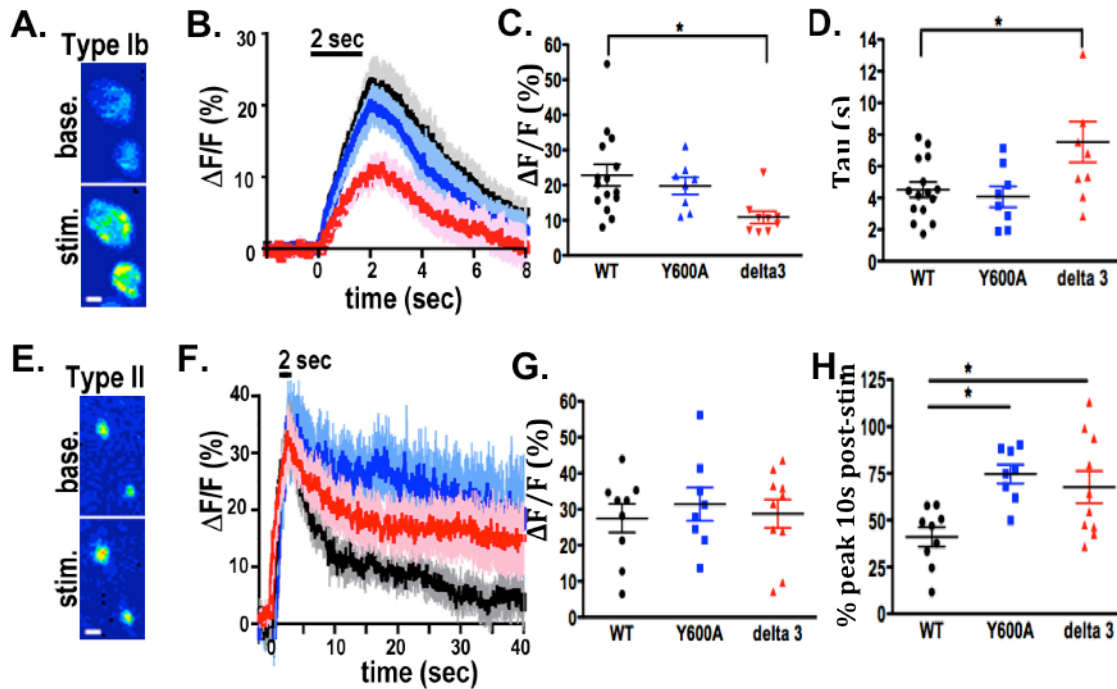 A.
Type Ib
base.
stim.
B.
2 sec
ΔF/F (%)
30
20
10
0
0 2 4 6 8
time (sec)
C.
*
ΔF/F (%)
60
50
40
30
20
10
0
WT Y600A delta3
D.
*
Tau (s)
14
12
10
8
6
4
2
0
WT Y600A delta 3
E.
Type II
base.
stim.
F.
2 sec
ΔF/F (%)
40
30
20
10
0
0 10 20 30 40
time (sec)
G.
ΔF/F (%)
60
50
40
30
20
10
0
WT Y600A delta 3
H.
*
*
% peak 10s post-stim
125
100
75
50
25
0
WT Y600A delta 3